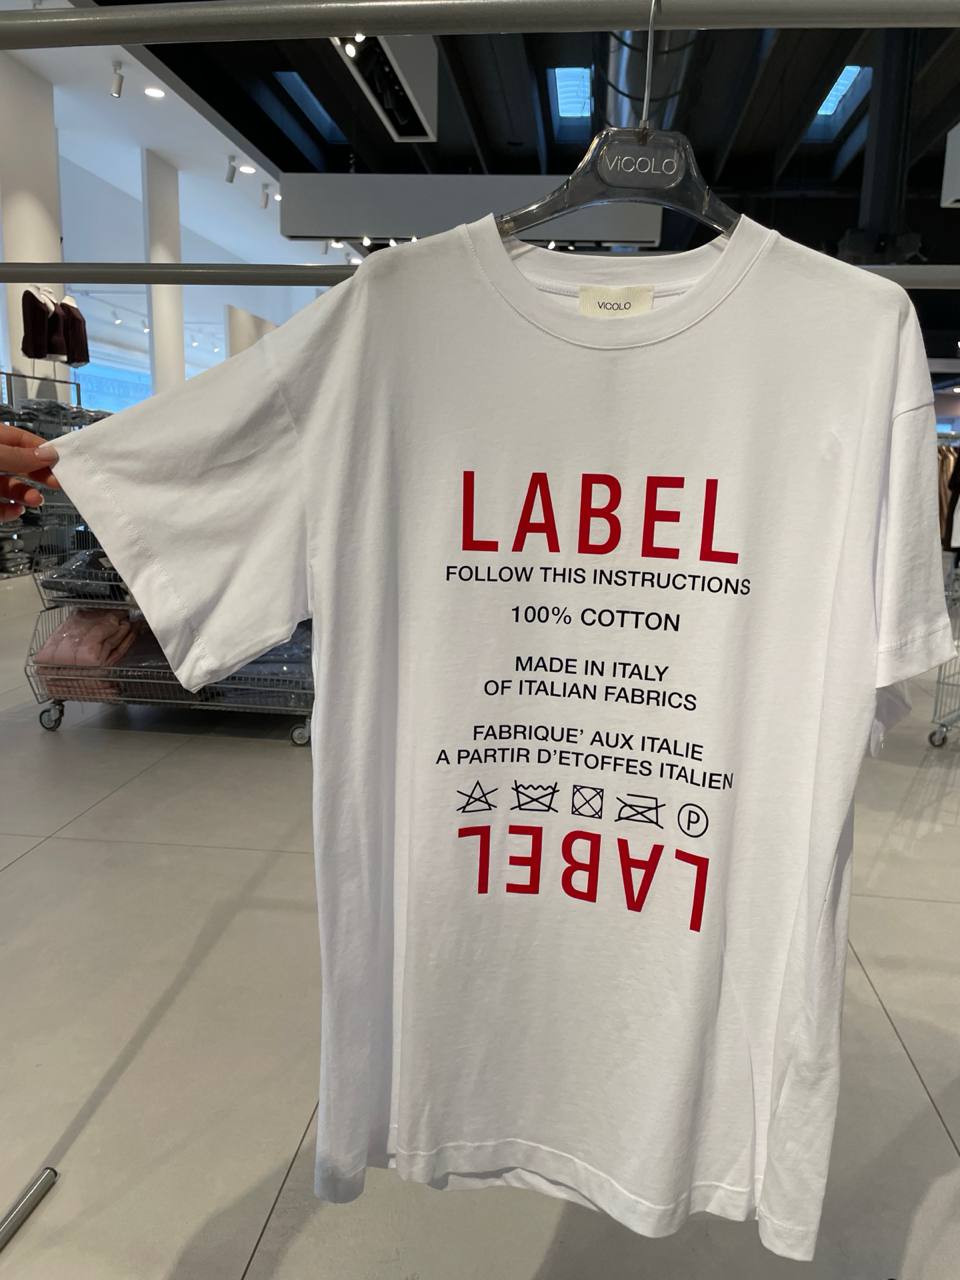 ViCOLO
ViCOLO
LABEL
FOLLOW THIS INSTRUCTIONS
100% COTTON
MADE IN ITALY
OF ITALIAN FABRICS
FABRIQUE' AUX ITALIE
A PARTIR D'ETOFFES ITALIEN
P
LABEL